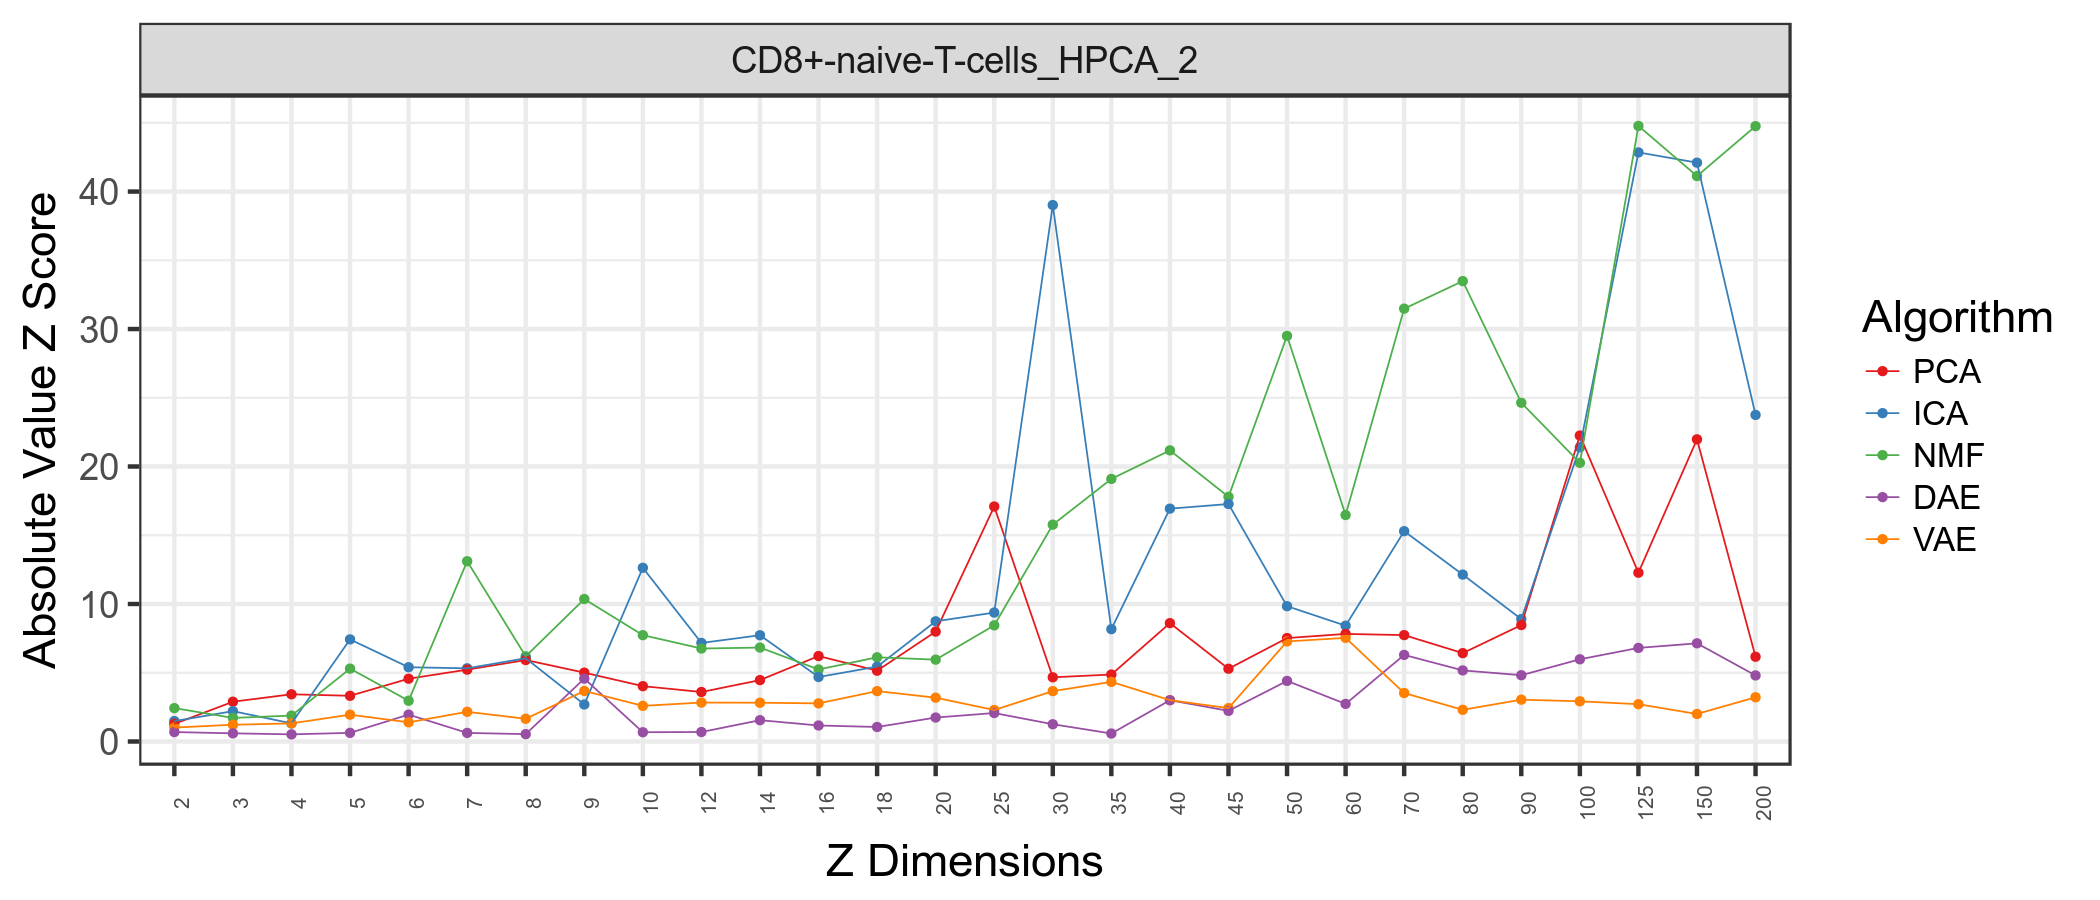 CD8+-naive-T-cells_HPCA_2
Absolute Value Z Score
40
30
20
10
0
2 3 4 5 6 7 8 9 10 12 14 16 18 20 25 30 35 40 45 50 60 70 80 90 100 125 150 200
Z Dimensions
Algorithm
PCA
ICA
NMF
DAE
VAE